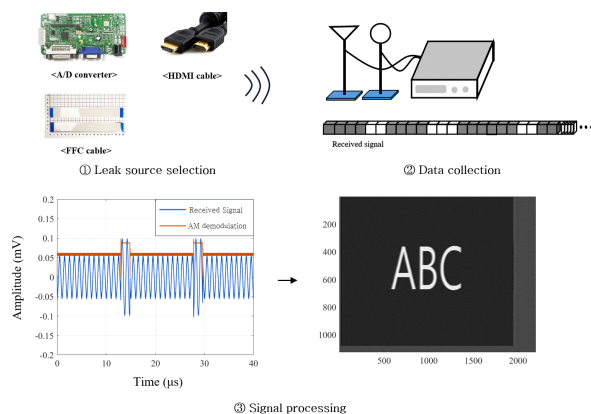 <A/D converter>
<HDMI cable>
<FFC cable>
① Leak source selection
Received signal
② Data collection
Received Signal
AM demodulation
Amplitude (mV)
0.2
0.15
0.1
0.05
0
-0.05
-0.1
-0.15
-0.2
0
10
20
30
40
Time (μs)
200
400
600
800
1000
ABC
500
1000
1500
2000
③ Signal processing